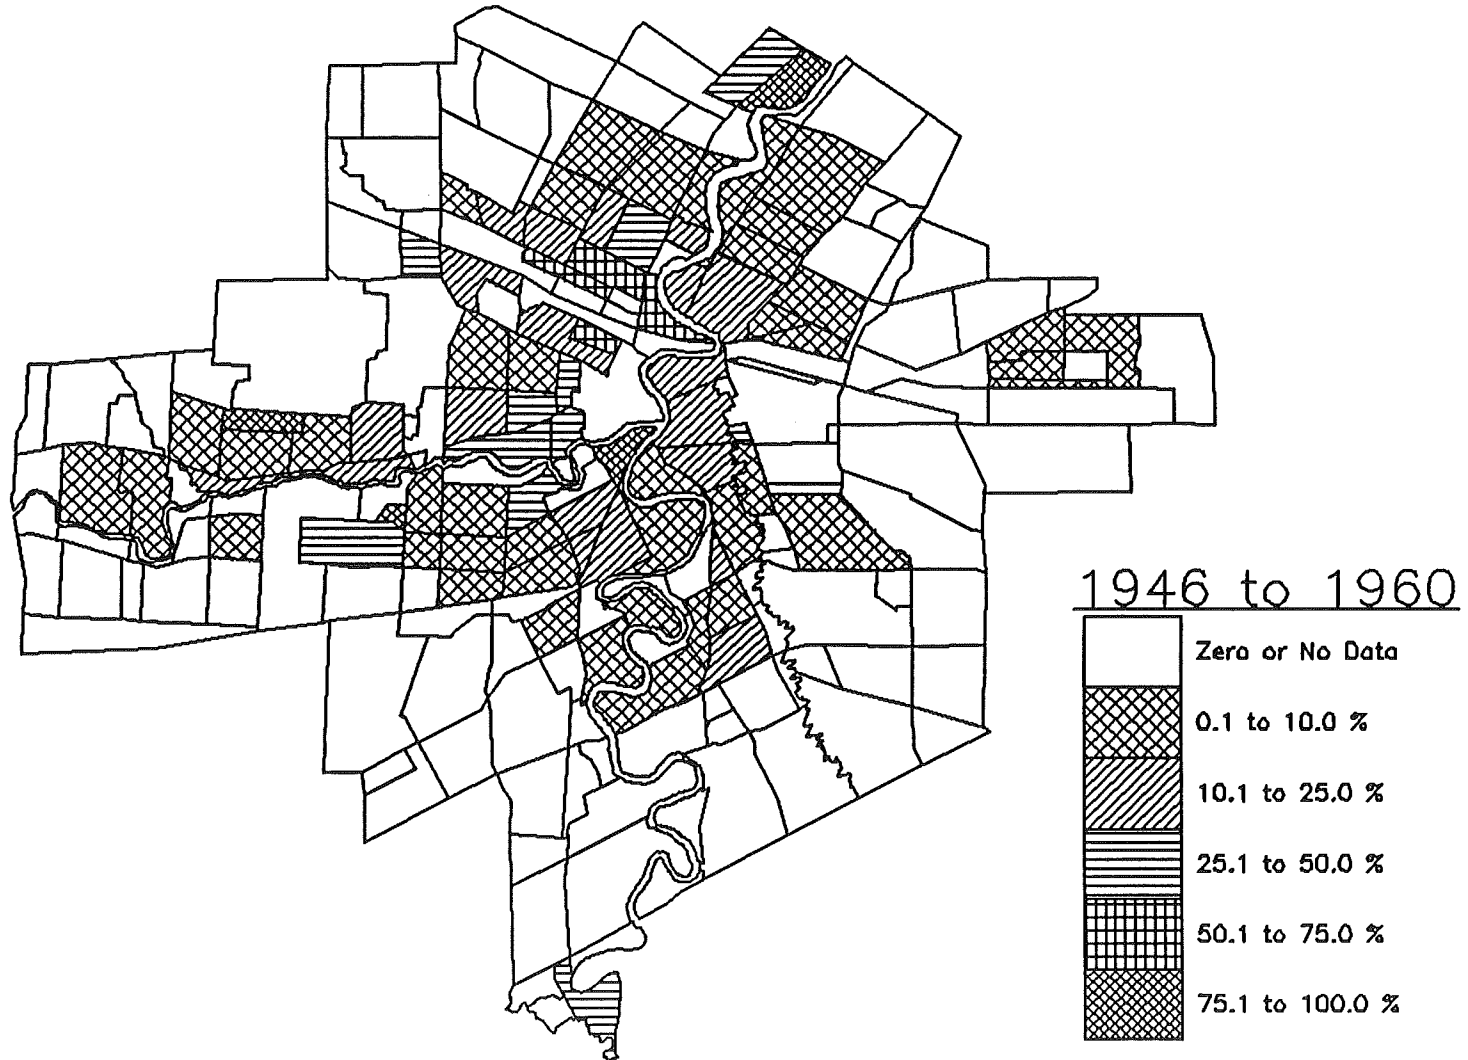 1946 to 1960
Zero or No Data
0.1 to 10.0 %
10.1 to 25.0 %
25.1 to 50.0 %
50.1 to 75.0 %
75.1 to 100.0 %